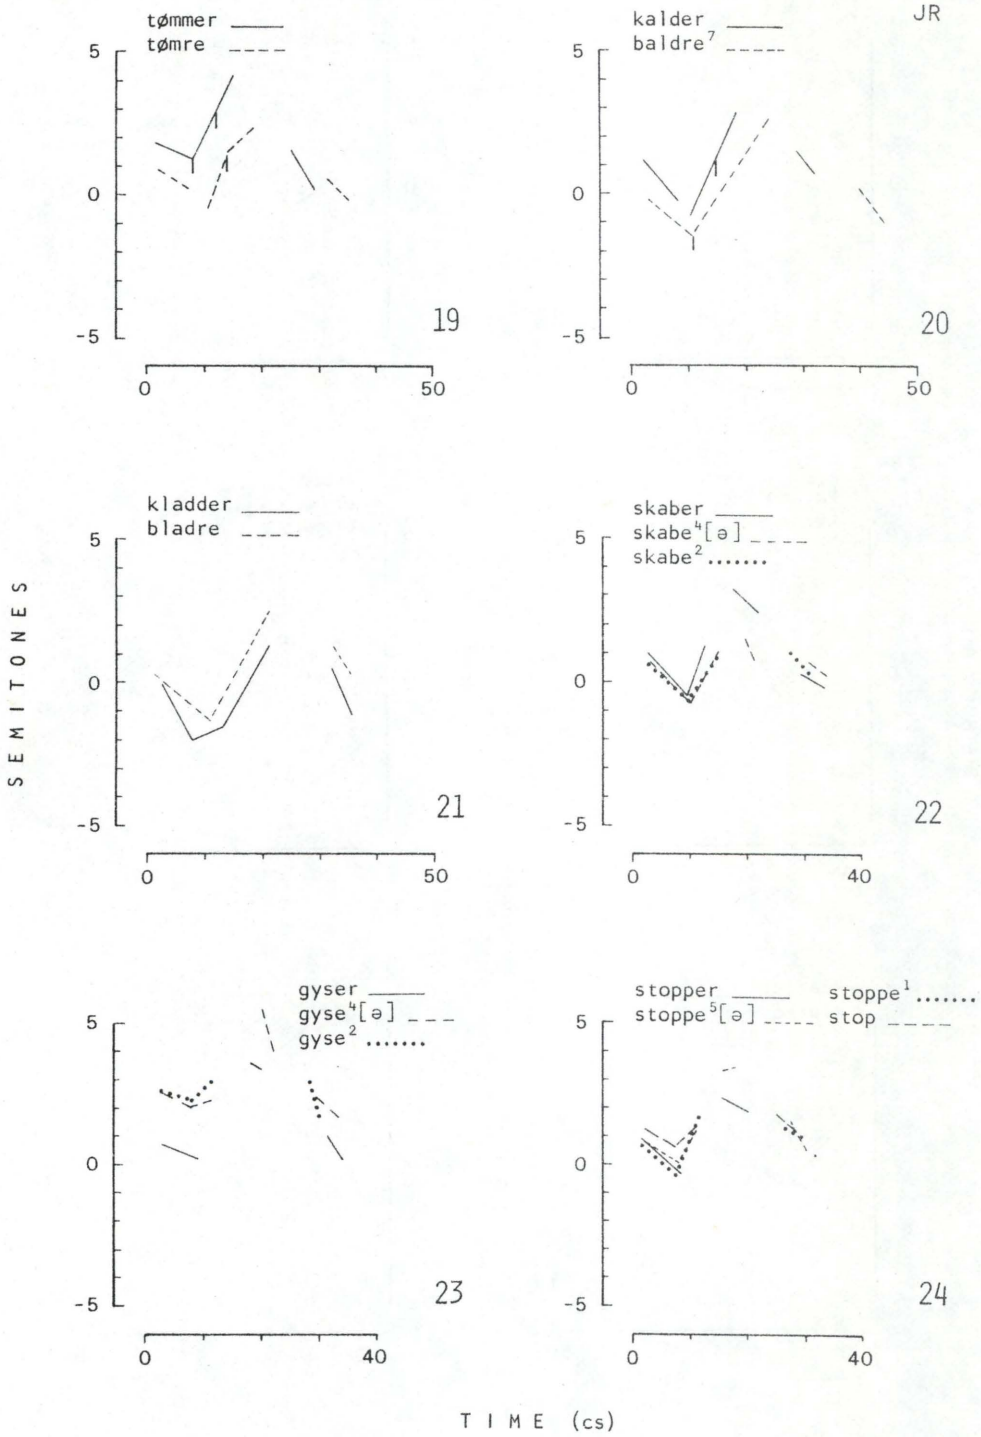 JR
tømmer
tømre
5
0
-5
0 50
19
kalder
baldre⁷
5
0
-5
0 50
20
kladder
bladre
5
0
-5
0 50
21
skaber
skabe⁴[ə]
skabe²
5
0
-5
0 40
22
gyser
gyse⁴[ə]
gyse²
5
0
-5
0 40
23
stopper stoppe¹
stoppe⁵[ə] stop
5
0
-5
0 40
24
SEMITONES
TIME (cs)